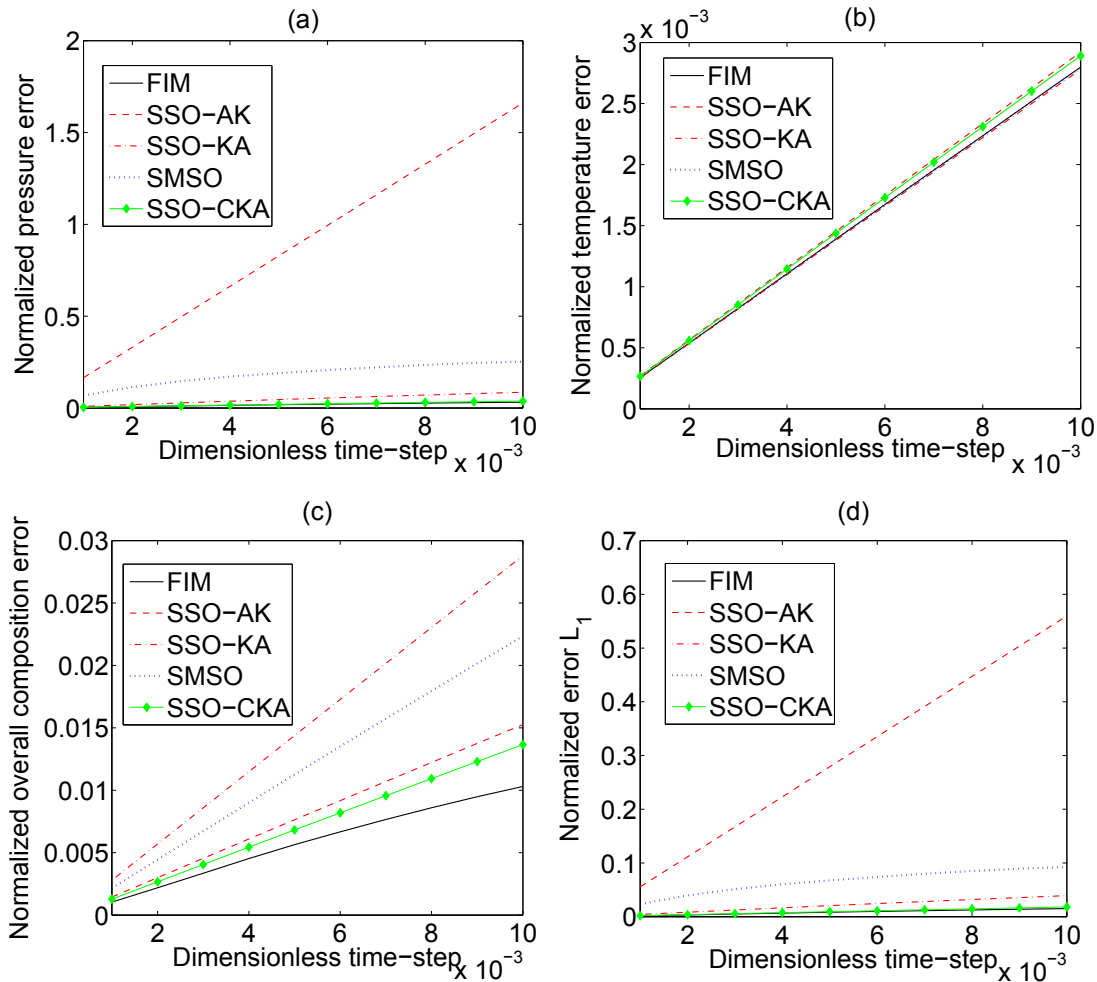 (a)
Normalized pressure error
2
1.5
1
0.5
0
FIM
SSO−AK
SSO−KA
SMSO
SSO−CKA
2 4 6 8 10
Dimensionless time−step
x 10⁻³
(b)
x 10⁻³
Normalized temperature error
3
2.5
2
1.5
1
0.5
0
FIM
SSO−AK
SSO−KA
SMSO
SSO−CKA
2 4 6 8 10
Dimensionless time−step
x 10⁻³
(c)
Normalized overall composition error
0.03
0.025
0.02
0.015
0.01
0.005
0
FIM
SSO−AK
SSO−KA
SMSO
SSO−CKA
2 4 6 8 10
Dimensionless time−step
x 10⁻³
(d)
Normalized error L₁
0.7
0.6
0.5
0.4
0.3
0.2
0.1
0
FIM
SSO−AK
SSO−KA
SMSO
SSO−CKA
2 4 6 8 10
Dimensionless time−step
x 10⁻³